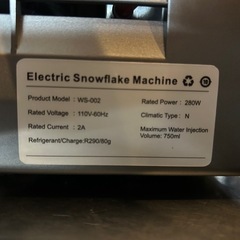 Electric Snowflake Machine
Product Model : WS-002
Rated Power : 280W
Rated Voltage : 110V-60Hz
Climatic Type : N
Rated Current : 2A
Maximum Water Injection
Volume: 750ml
Refrigerant/Charge:R290/80g